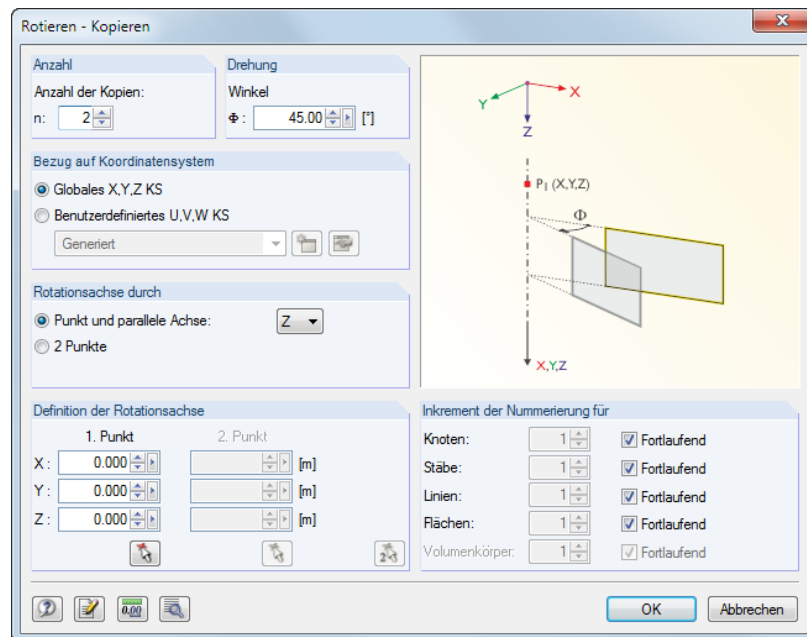 Rotieren - Kopieren
Anzahl
Anzahl der Kopien:
n: 2
Drehung
Winkel
Φ : 45.00 [°]
Bezug auf Koordinatensystem
Globales X,Y,Z KS
Benutzerdefiniertes U,V,W KS
Generiert
Rotationsachse durch
Punkt und parallele Achse: Z
2 Punkte
X
Y
Z
P1 (X,Y,Z)
Φ
X,Y,Z
Definition der Rotationsachse
1. Punkt 2. Punkt
X : 0.000 [m]
Y : 0.000 [m]
Z : 0.000 [m]
2
Inkrement der Nummerierung für
Knoten: 1 Fortlaufend
Stäbe: 1 Fortlaufend
Linien: 1 Fortlaufend
Flächen: 1 Fortlaufend
Volumenkörper: 1 Fortlaufend
0.00
OK Abbrechen